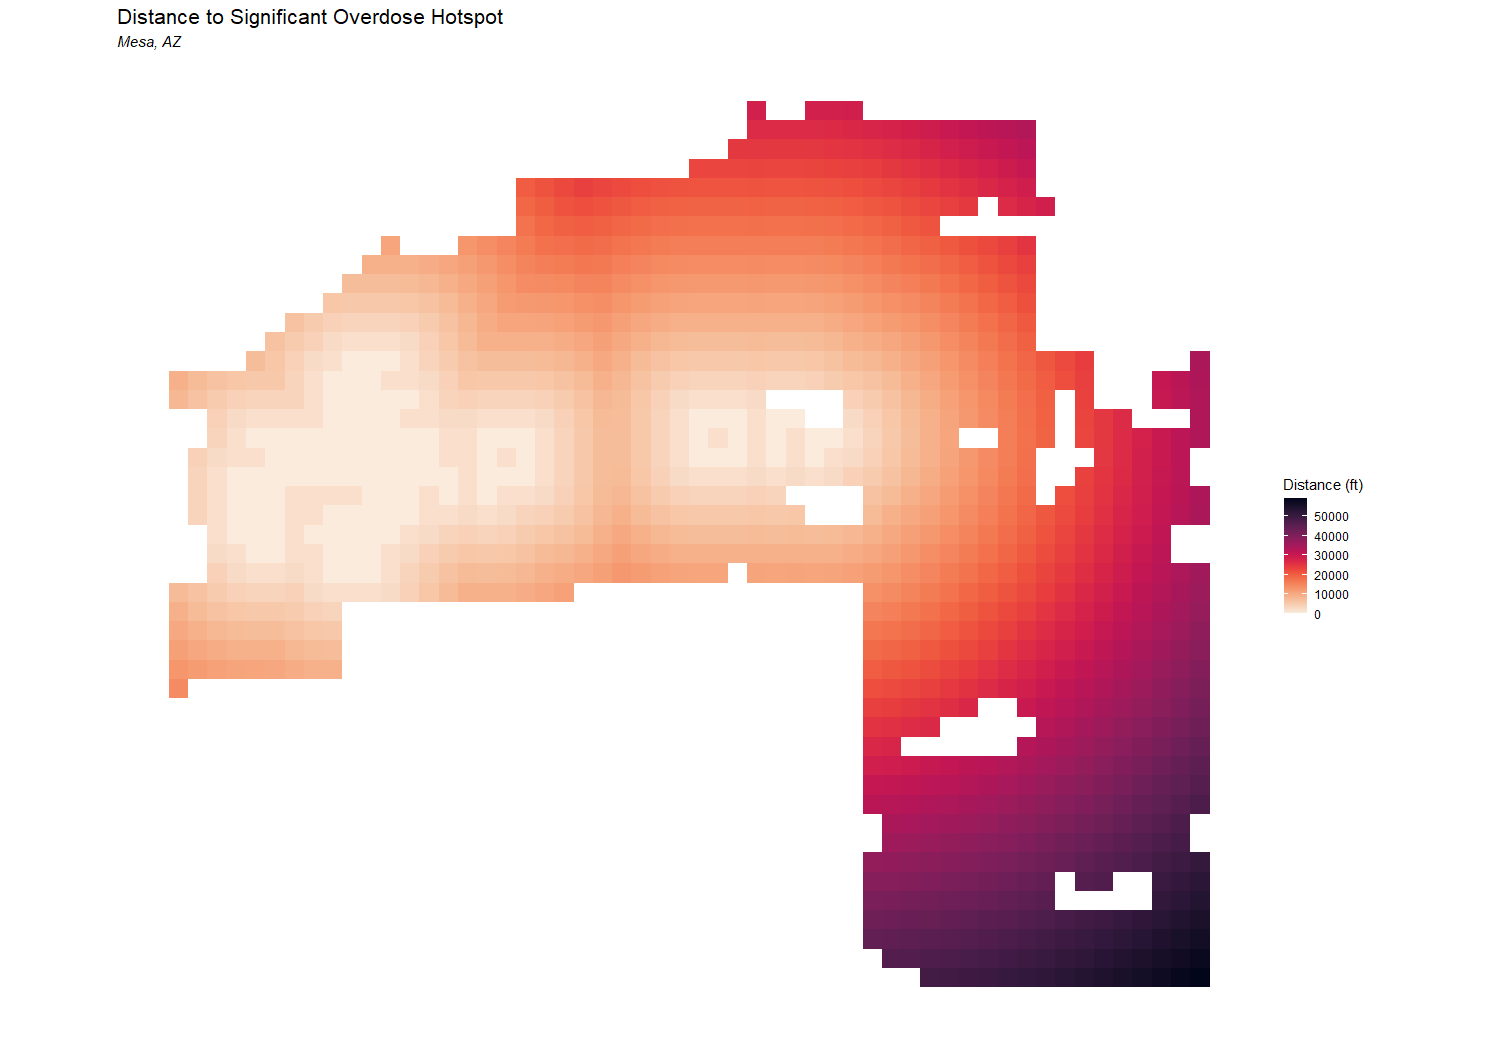 Distance to Significant Overdose Hotspot
Mesa, AZ
Distance (ft)
50000
40000
30000
20000
10000
0